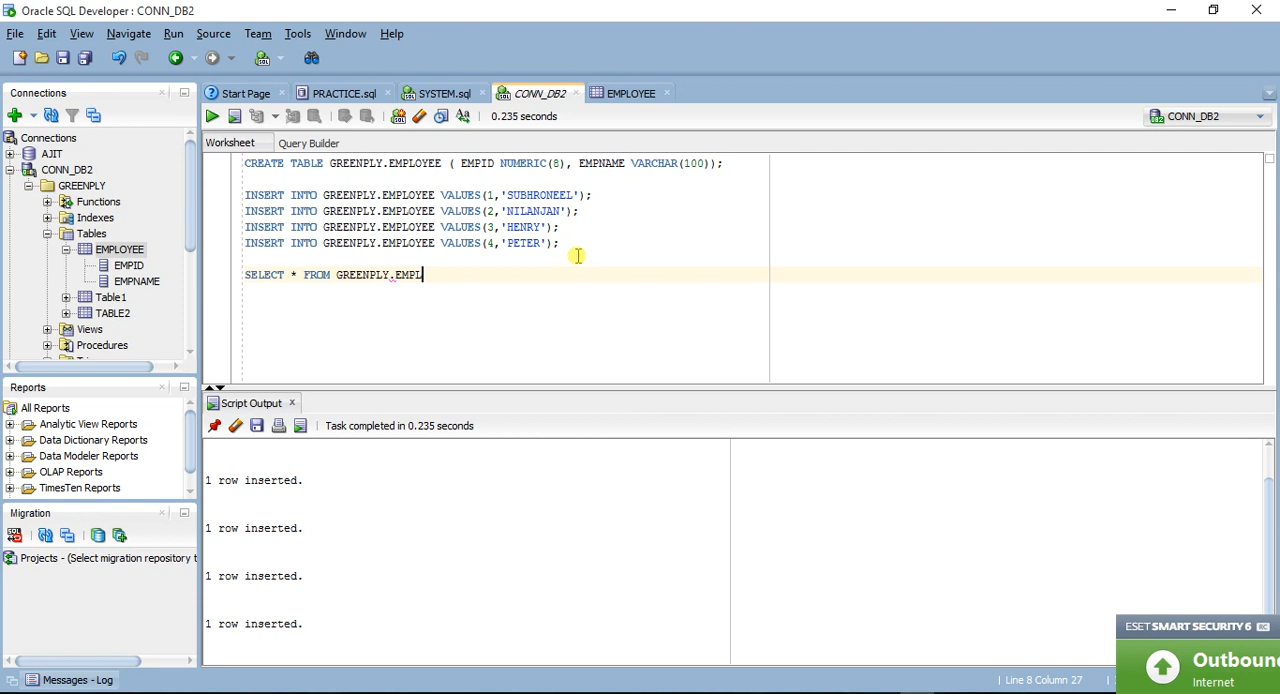 Oracle SQL Developer : CONN_DB2
File Edit View Navigate Run Source Team Tools Window Help
Connections
Connections
AJIT
CONN_DB2
GREENPLY
Functions
Indexes
Tables
EMPLOYEE
EMPID
EMPNAME
Table1
TABLE2
Views
Procedures
Reports
All Reports
Analytic View Reports
Data Dictionary Reports
Data Modeler Reports
OLAP Reports
TimesTen Reports
Migration
Projects - (Select migration repository t
Start Page PRACTICE.sql SYSTEM.sql CONN_DB2 EMPLOYEE
0.235 seconds CONN_DB2
Worksheet Query Builder
CREATE TABLE GREENPLY.EMPLOYEE ( EMPID NUMERIC(8), EMPNAME VARCHAR(100));
INSERT INTO GREENPLY.EMPLOYEE VALUES(1,'SUBHRONEEL');
INSERT INTO GREENPLY.EMPLOYEE VALUES(2,'NILANJAN');
INSERT INTO GREENPLY.EMPLOYEE VALUES(3,'HENRY');
INSERT INTO GREENPLY.EMPLOYEE VALUES(4,'PETER');
SELECT * FROM GREENPLY.EMPL
Script Output
Task completed in 0.235 seconds
1 row inserted.
1 row inserted.
1 row inserted.
1 row inserted.
ESET SMART SECURITY 6
Outboun
Internet
Messages - Log
Line 8 Column 27